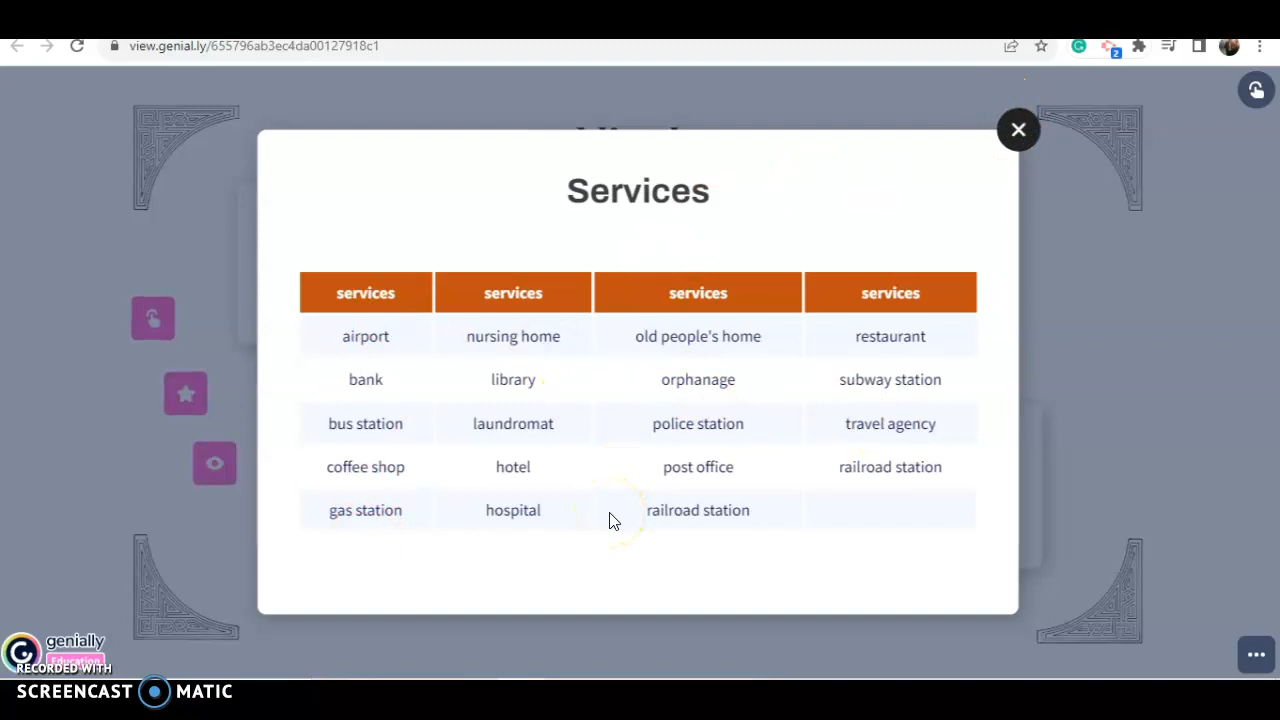 view.genial.ly/655796ab3ec4da00127918c1
2
Services
services services services services
airport nursing home old people's home restaurant
bank library orphanage subway station
bus station laundromat police station travel agency
coffee shop hotel post office railroad station
gas station hospital railroad station
genially
Education
RECORDED WITH
SCREENCAST MATIC